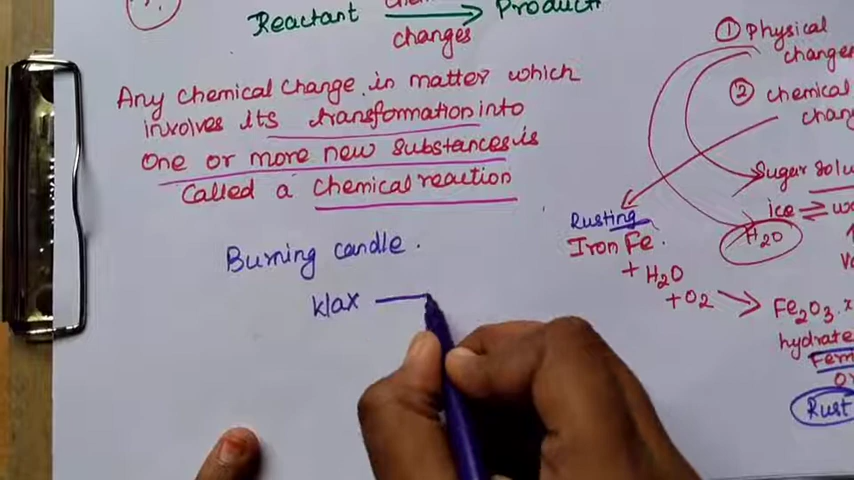 Reactant Product
changes
Any chemical change in matter which
involves its transformation into
one or more new substances is
called a chemical reaction
Burning candle.
Wax
① Physical
changes
② chemical
Sugar
ice ⇌
H2O
Rusting
Iron Fe.
+ H2O
+ O2 → Fe2O3.x
hydrate
Rust